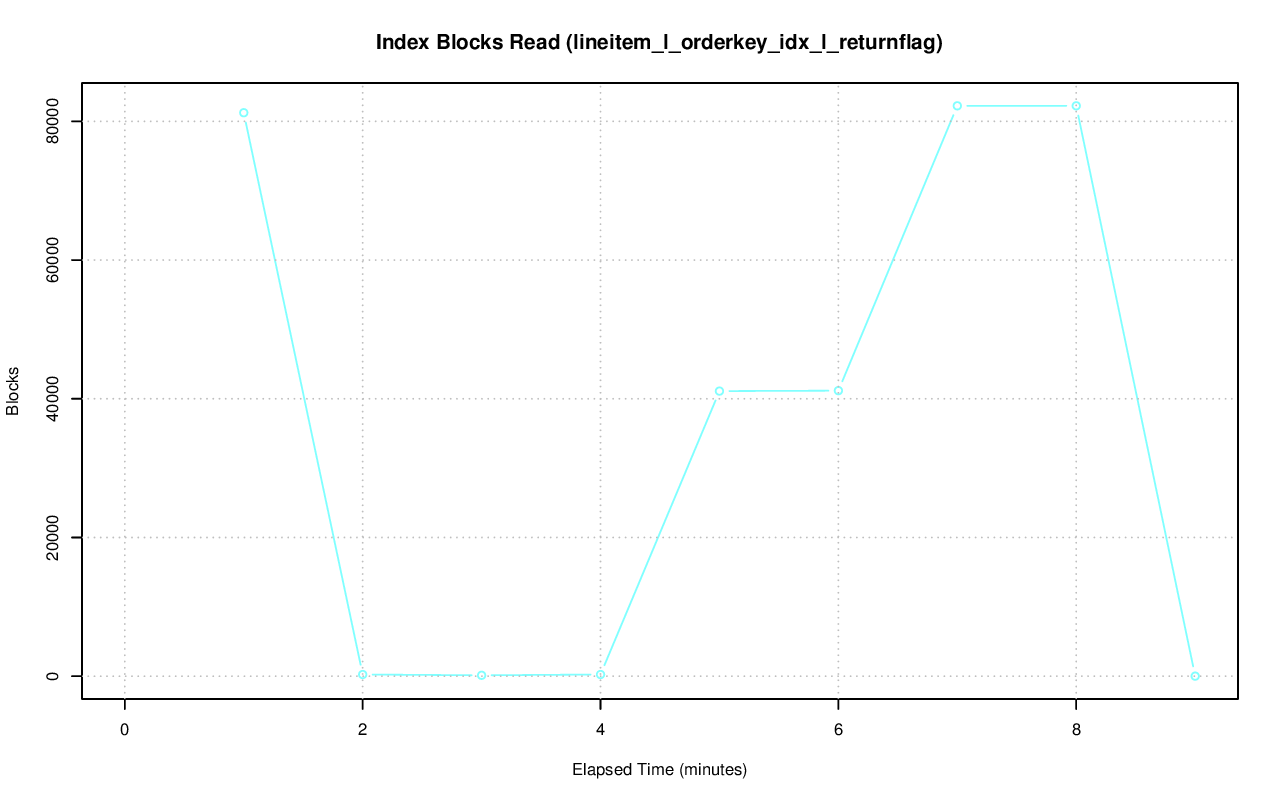 Index Blocks Read (lineitem_l_orderkey_idx_l_returnflag)
80000
60000
40000
20000
0
Blocks
0 2 4 6 8
Elapsed Time (minutes)